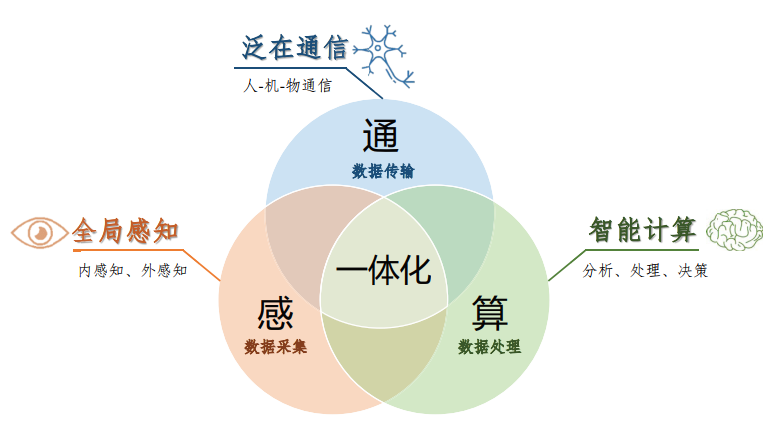 泛在通信
人-机-物通信
通
数据传输
全局感知
内感知、外感知
智能计算
分析、处理、决策
一体化
感
数据采集
算
数据处理